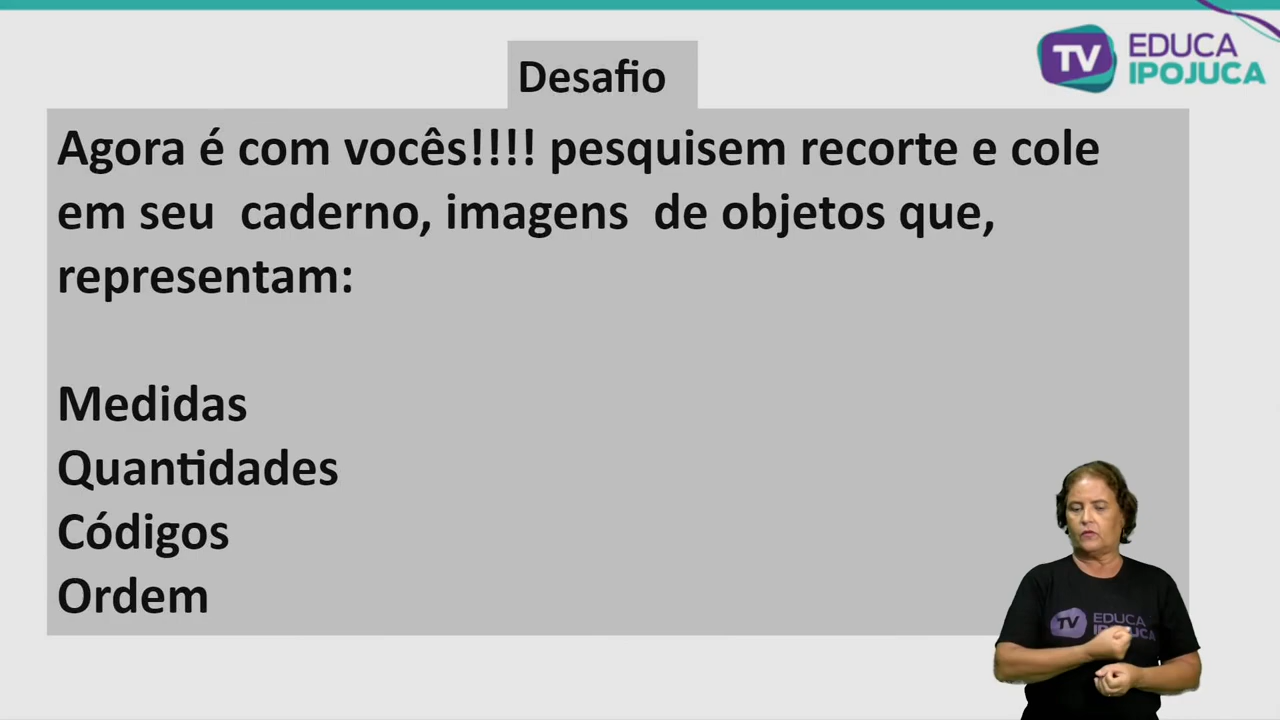 Desafio
TV EDUCA
IPOJUCA
Agora é com vocês!!!! pesquisem recorte e cole
em seu caderno, imagens de objetos que,
representam:
Medidas
Quantidades
Códigos
Ordem
TV EDUCA
IPOJUCA